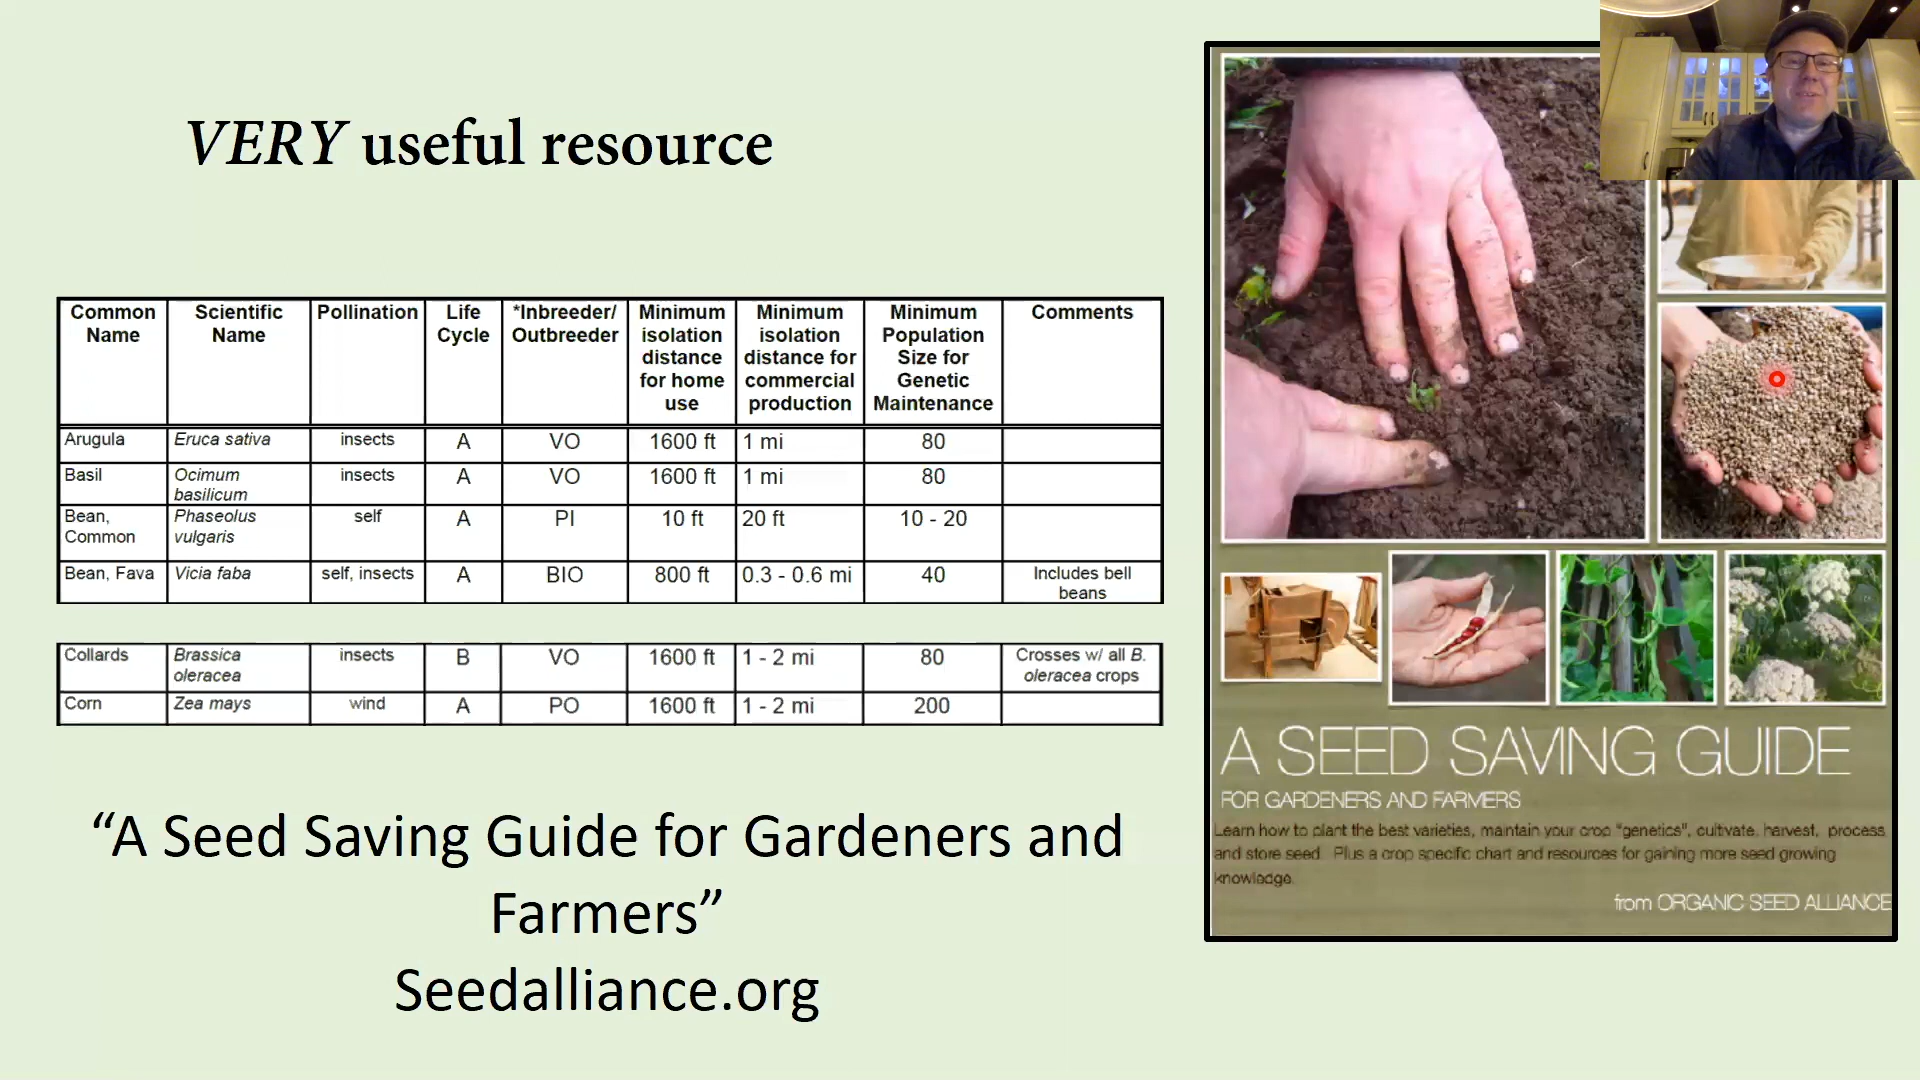 VERY useful resource
Common Name	Scientific Name	Pollination	Life Cycle	*Inbreeder/ Outbreeder	Minimum isolation distance for home use	Minimum isolation distance for commercial production	Minimum Population Size for Genetic Maintenance	Comments
Arugula	Eruca sativa	insects	A	VO	1600 ft	1 mi	80
Basil	Ocimum basilicum	insects	A	VO	1600 ft	1 mi	80
Bean, Common	Phaseolus vulgaris	self	A	PI	10 ft	20 ft	10 - 20
Bean, Fava	Vicia faba	self, insects	A	BIO	800 ft	0.3 - 0.6 mi	40	Includes bell beans
Collards	Brassica oleracea	insects	B	VO	1600 ft	1 - 2 mi	80	Crosses w/ all B. oleracea crops
Corn	Zea mays	wind	A	PO	1600 ft	1 - 2 mi	200
“A Seed Saving Guide for Gardeners and
Farmers”
Seedalliance.org
A SEED SAVING GUIDE
FOR GARDENERS AND FARMERS
Learn how to plant the best varieties, maintain your crop "genetics", cultivate, harvest, process
and store seed. Plus a crop specific chart and resources for gaining more seed growing
knowledge.
from ORGANIC SEED ALLIANCE